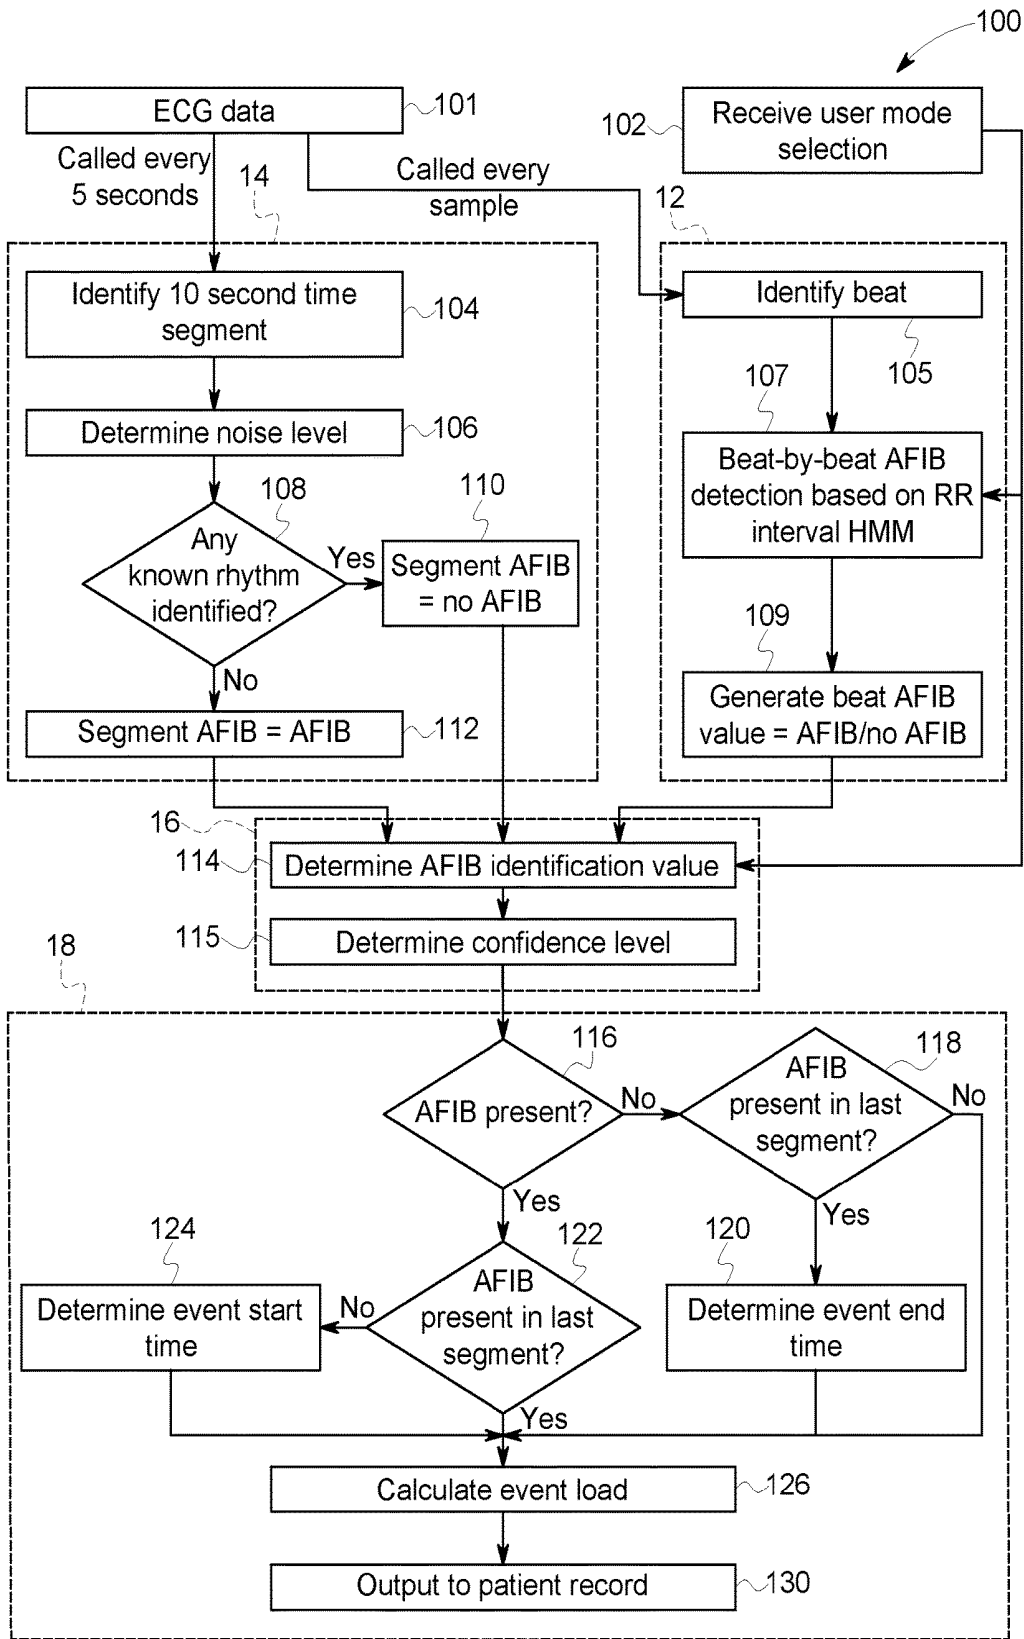 100
ECG data
101
102
Receive user mode
selection
Called every
5 seconds
14
Called every
sample
12
Identify 10 second time
segment
104
Identify beat
105
Determine noise level
106
107
Beat-by-beat AFIB
detection based on RR
interval HMM
108
Any
known rhythm
identified?
Yes
110
Segment AFIB
= no AFIB
No
109
Generate beat AFIB
value = AFIB/no AFIB
Segment AFIB = AFIB
112
16
114
Determine AFIB identification value
115
Determine confidence level
18
116
AFIB present?
No
118
AFIB
present in last
segment?
No
Yes
Yes
124
Determine event start
time
No
122
AFIB
present in last
segment?
120
Determine event end
time
Yes
Calculate event load
126
Output to patient record
130